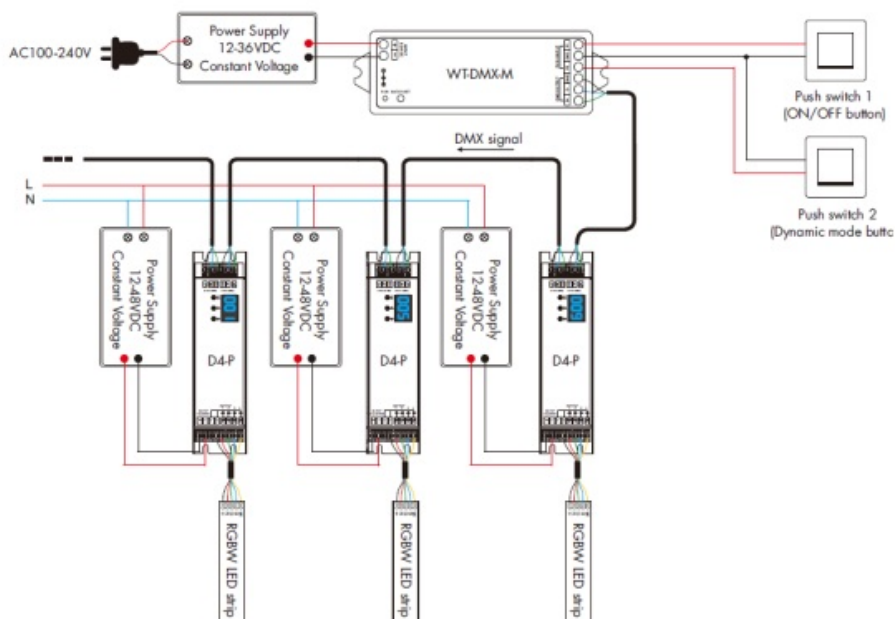 AC100-240V
Power Supply
12-36VDC
Constant Voltage
WT-DMX-M
Push switch 1
(ON/OFF button)
DMX signal
Push switch 2
(Dynamic mode butto
L
N
Power Supply
12-48VDC
Constant Voltage
001
D4-P
Power Supply
12-48VDC
Constant Voltage
005
D4-P
Power Supply
12-48VDC
Constant Voltage
009
D4-P
RGBW LED strip
RGBW LED strip
RGBW LED strip